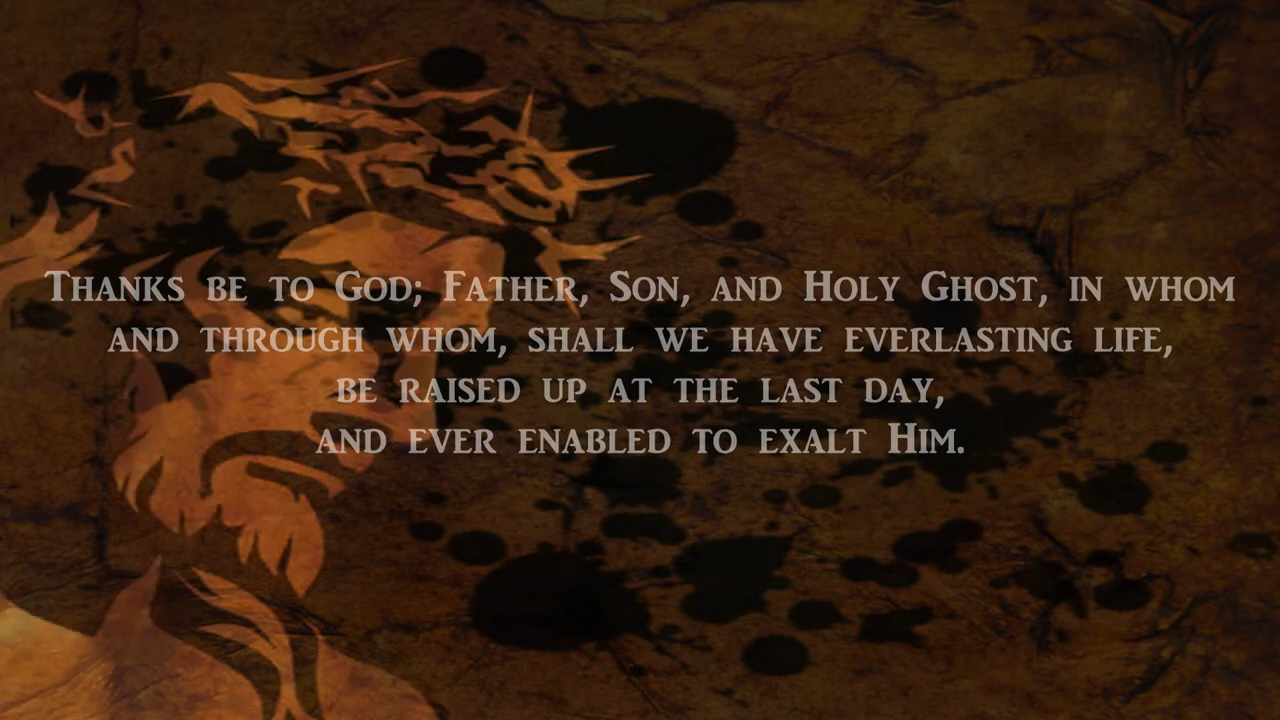 Thanks be to God; Father, Son, and Holy Ghost, in whom
and through whom, shall we have everlasting life,
be raised up at the last day,
and ever enabled to exalt Him.